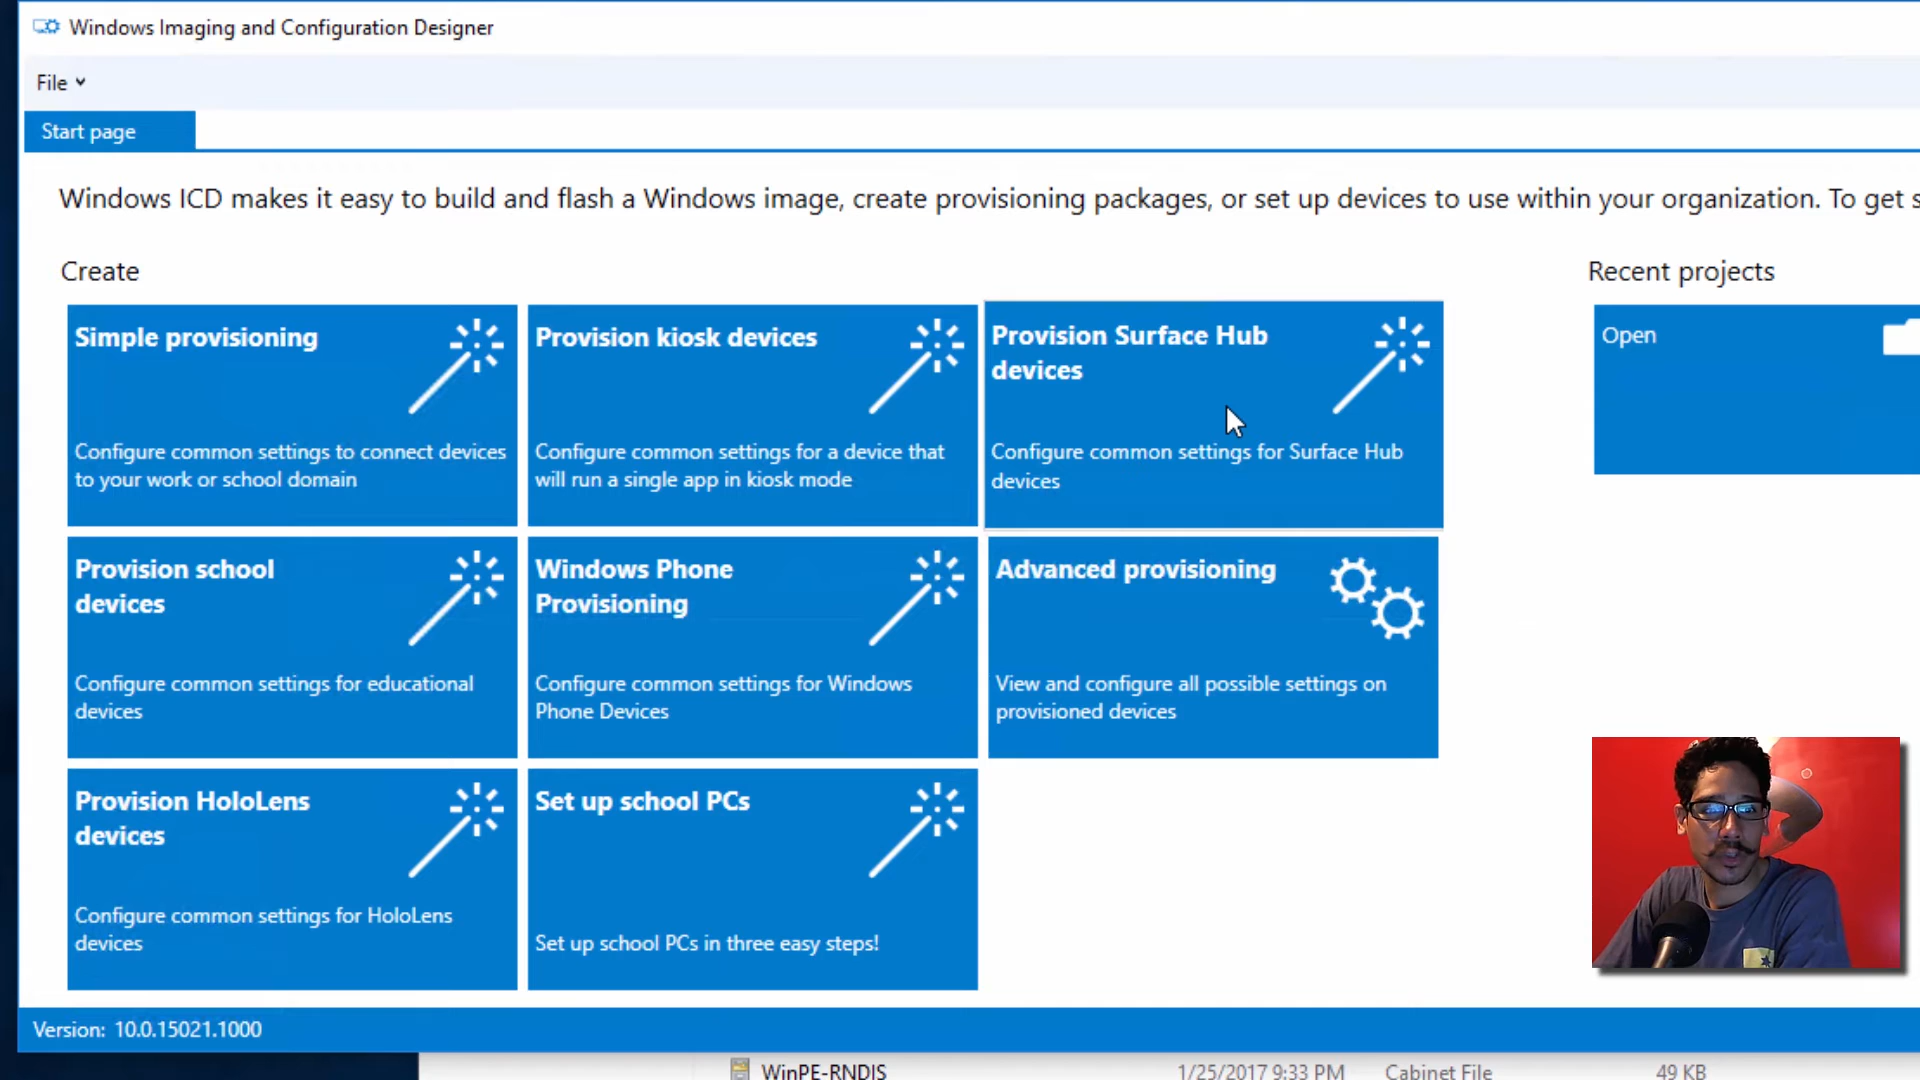 Windows Imaging and Configuration Designer
File
Start page
Windows ICD makes it easy to build and flash a Windows image, create provisioning packages, or set up devices to use within your organization. To get s
Create
Recent projects
Simple provisioning
Configure common settings to connect devices
to your work or school domain
Provision kiosk devices
Configure common settings for a device that
will run a single app in kiosk mode
Provision Surface Hub
devices
Configure common settings for Surface Hub
devices
Open
Provision school
devices
Configure common settings for educational
devices
Windows Phone
Provisioning
Configure common settings for Windows
Phone Devices
Advanced provisioning
View and configure all possible settings on
provisioned devices
Provision HoloLens
devices
Configure common settings for HoloLens
devices
Set up school PCs
Set up school PCs in three easy steps!
Version: 10.0.15021.1000
WinPE-RNDIS 1/25/2017 9:33 PM Cabinet File 49 KB